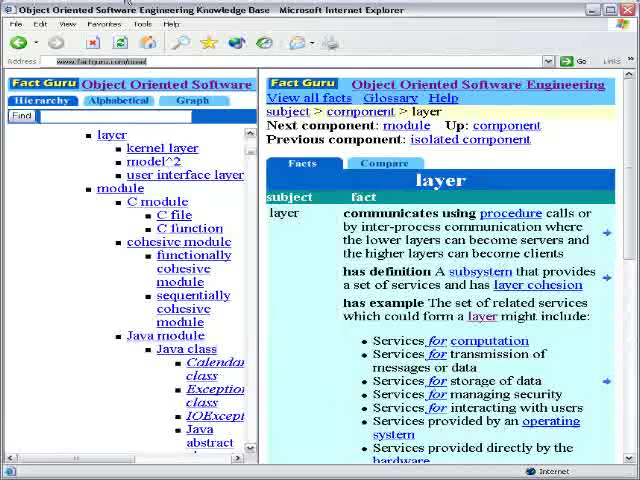 Object Oriented Software Engineering Knowledge Base - Microsoft Internet Explorer
File Edit View Favorites Tools Help
Address www.factguru.com/oose/ Go
Fact Guru Object Oriented Software
Hierarchy Alphabetical Graph
Find
layer
kernel layer
model^2
user interface layer
module
C module
C file
C function
cohesive module
functionally
cohesive
module
sequentially
cohesive
module
Java module
Java class
Calendar
class
Exception
class
IOExcept
Java
abstract
Fact Guru Object Oriented Software Engineering
View all facts Glossary Help
subject > component > layer
Next component: module Up: component
Previous component: isolated component
Facts Compare
layer
subject fact
layer communicates using procedure calls or
by inter-process communication where
the lower layers can become servers and
the higher layers can become clients
has definition A subsystem that provides
a set of services and has layer cohesion
has example The set of related services
which could form a layer might include:
Services for computation
Services for transmission of
messages or data
Services for storage of data
Services for managing security
Services for interacting with users
Services provided by an operating
system
Services provided directly by the
hardware
Internet